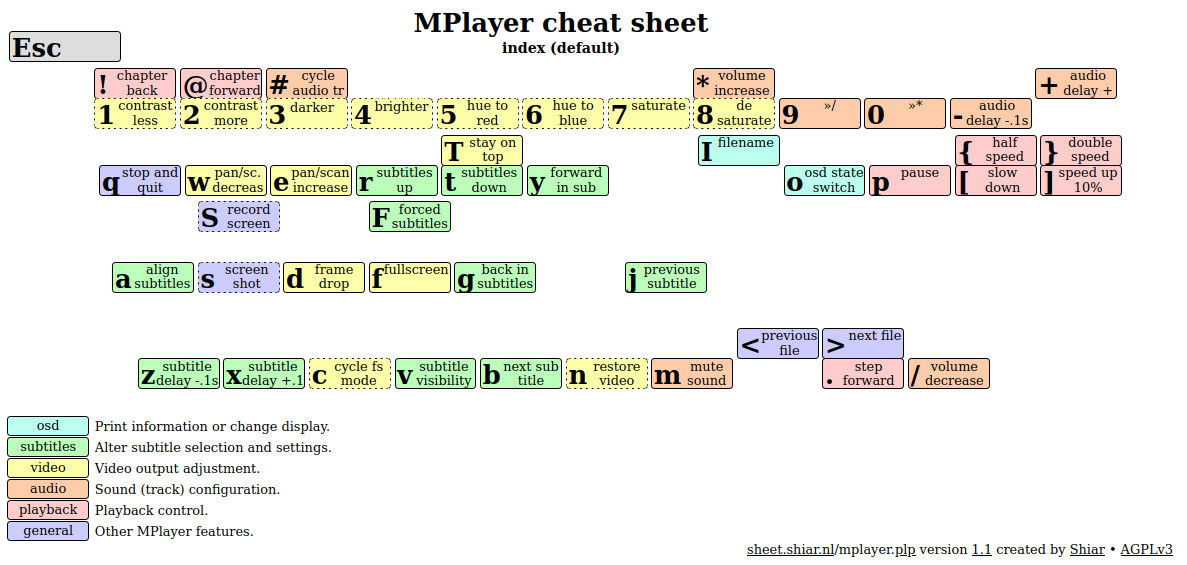 MPlayer cheat sheet
index (default)
Esc
! chapter back
@ chapter forward
# cycle audio tr
* volume increase
+ audio delay +
1 contrast less
2 contrast more
3 darker
4 brighter
5 hue to red
6 hue to blue
7 saturate
8 de saturate
9 »/
0 »*
- audio delay -.1s
T stay on top
I filename
{ half speed
} double speed
q stop and quit
w pan/sc. decreas
e pan/scan increase
r subtitles up
t subtitles down
y forward in sub
o osd state switch
p pause
[ slow down
] speed up 10%
S record screen
F forced subtitles
a align subtitles
s screen shot
d frame drop
f fullscreen
g back in subtitles
j previous subtitle
< previous file
> next file
z subtitle delay -.1s
x subtitle delay +.1
c cycle fs mode
v subtitle visibility
b next sub title
n restore video
m mute sound
. step forward
/ volume decrease
osd Print information or change display.
subtitles Alter subtitle selection and settings.
video Video output adjustment.
audio Sound (track) configuration.
playback Playback control.
general Other MPlayer features.
sheet.shiar.nl/mplayer.plp version 1.1 created by Shiar • AGPLv3